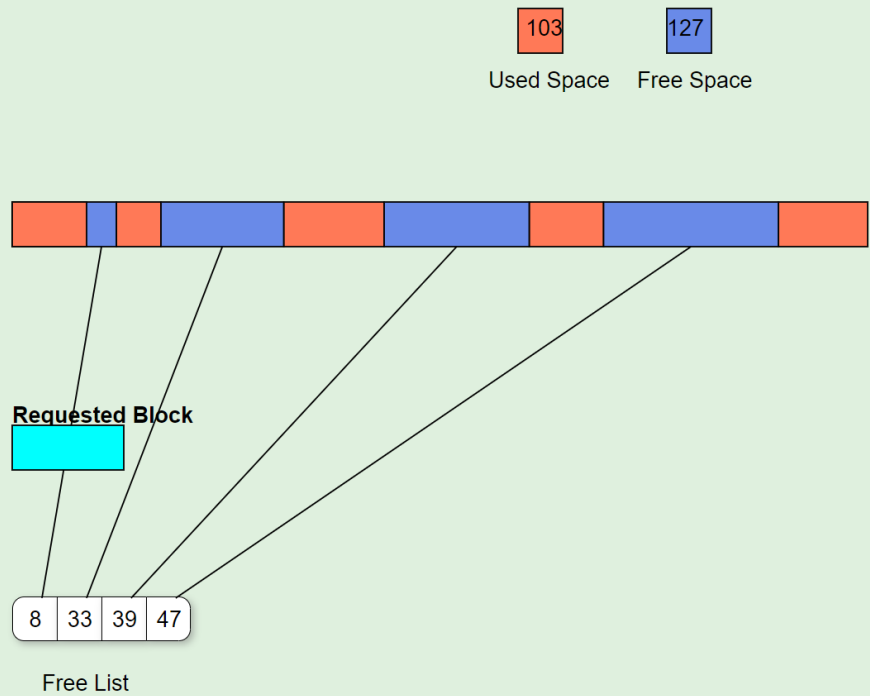 103 127
Used Space Free Space
Requested Block
8 33 39 47
Free List